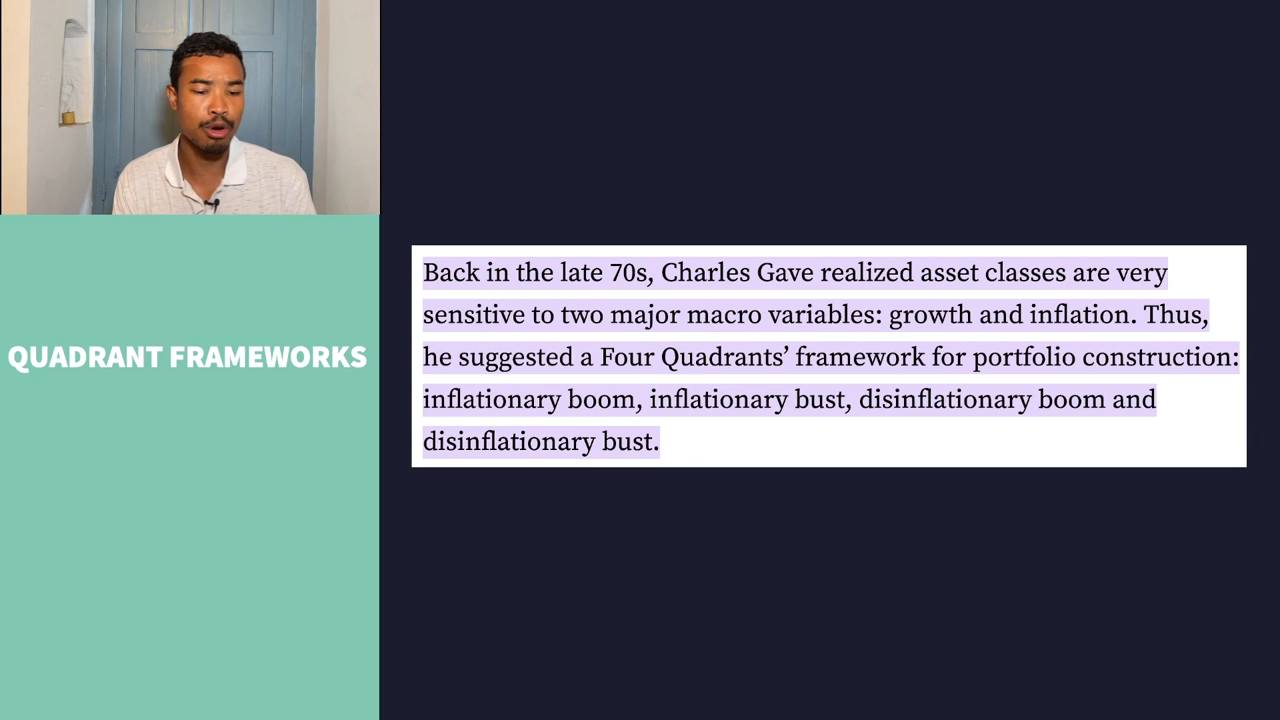 QUADRANT FRAMEWORKS
Back in the late 70s, Charles Gave realized asset classes are very
sensitive to two major macro variables: growth and inflation. Thus,
he suggested a Four Quadrants’ framework for portfolio construction:
inflationary boom, inflationary bust, disinflationary boom and
disinflationary bust.